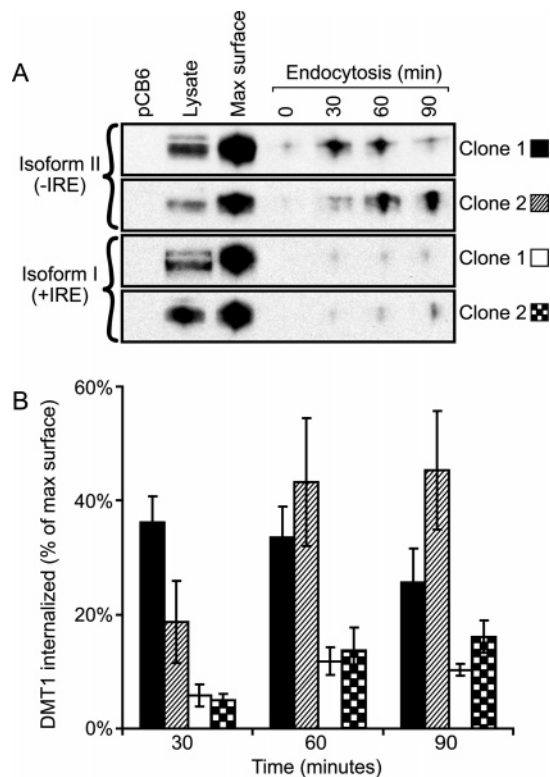 A
pCB6
Lysate
Max surface
Endocytosis (min)
0
30
60
90
Isoform II
(-IRE)
Clone 1
Clone 2
Isoform I
(+IRE)
Clone 1
Clone 2
B
DMT1 internalized (% of max surface)
60%
40%
20%
0%
30
60
90
Time (minutes)